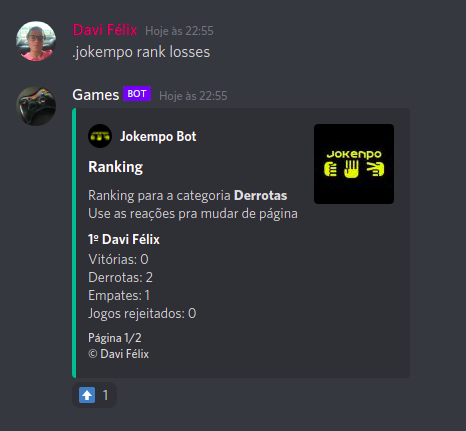 Davi Félix Hoje às 22:55
.jokempo rank losses
Games BOT Hoje às 22:55
Jokempo Bot
JOKENPO
Ranking
Ranking para a categoria Derrotas
Use as reações pra mudar de página
1º Davi Félix
Vitórias: 0
Derrotas: 2
Empates: 1
Jogos rejeitados: 0
Página 1/2
© Davi Félix
1